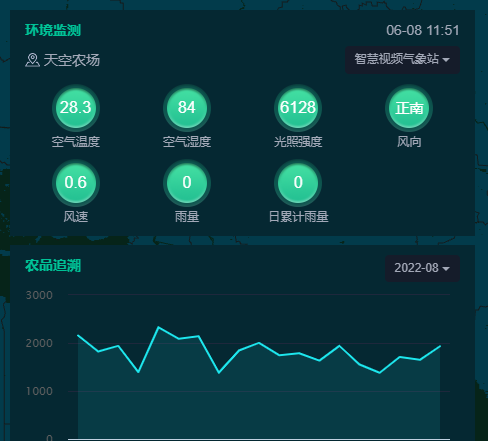 环境监测 06-08 11:51
天空农场 智慧视频气象站
28.3 84 6128 正南
空气温度 空气湿度 光照强度 风向
0.6 0 0
风速 雨量 日累计雨量
农品追溯 2022-08
3000
2000
1000
0